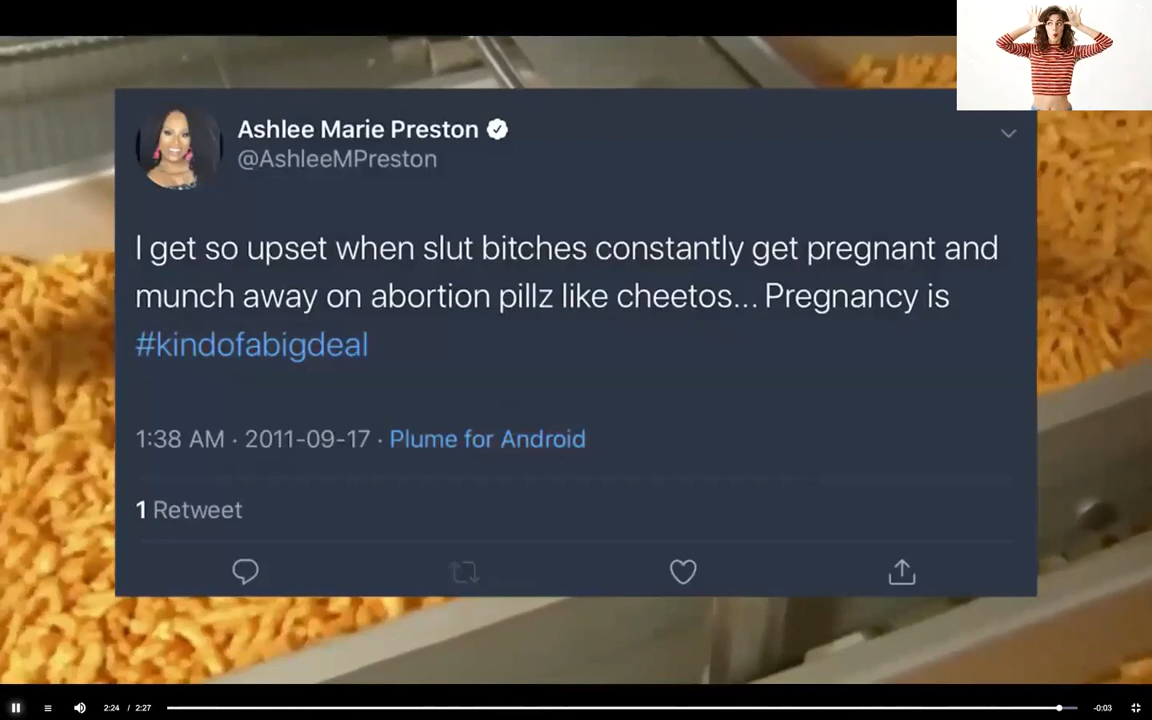 Ashlee Marie Preston
@AshleeMPreston
I get so upset when slut bitches constantly get pregnant and
munch away on abortion pillz like cheetos... Pregnancy is
#kindofabigdeal
1:38 AM · 2011-09-17 · Plume for Android
1 Retweet
2:24 / 2:27
-0:03